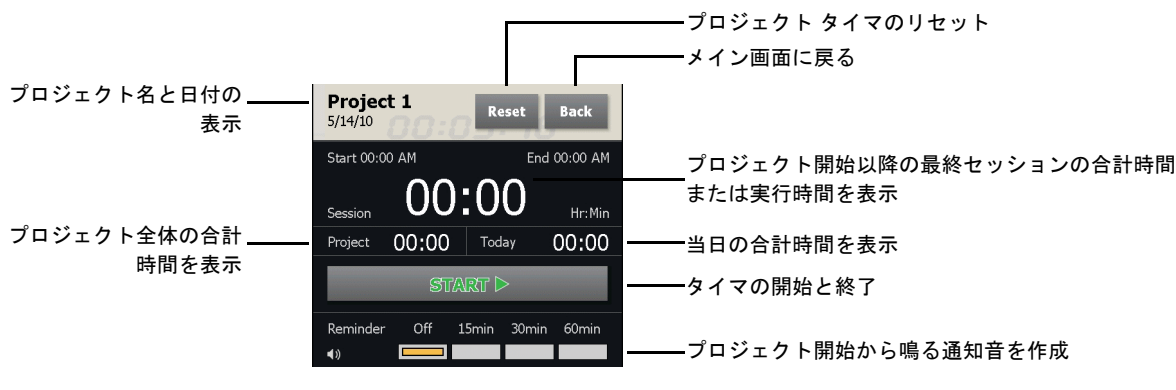 プロジェクト タイマのリセット
メイン画面に戻る
プロジェクト名と日付の
表示
Project 1
5/14/10
Reset
Back
Start 00:00 AM
End 00:00 AM
プロジェクト開始以降の最終セッションの合計時間
または実行時間を表示
Session
00:00
Hr:Min
プロジェクト全体の合計
時間を表示
Project 00:00
Today 00:00
当日の合計時間を表示
START
タイマの開始と終了
Reminder Off 15min 30min 60min
プロジェクト開始から鳴る通知音を作成